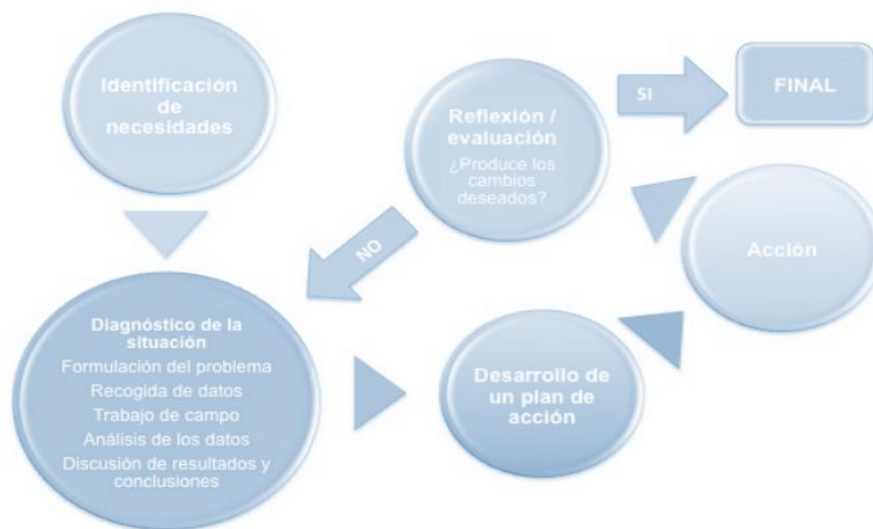 Identificación
de
necesidades
Diagnóstico de la
situación
Formulación del problema
Recogida de datos
Trabajo de campo
Análisis de los datos
Discusión de resultados y
conclusiones
Desarrollo de
un plan de
acción
Acción
Reflexión /
evaluación
¿Produce los
cambios
deseados?
NO
SI
FINAL